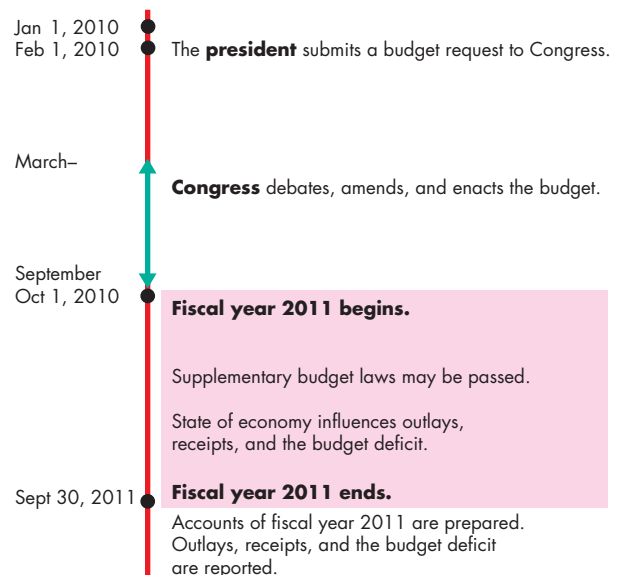 Jan 1, 2010
Feb 1, 2010
The president submits a budget request to Congress.
March–
Congress debates, amends, and enacts the budget.
September
Oct 1, 2010
Fiscal year 2011 begins.
Supplementary budget laws may be passed.
State of economy influences outlays,
receipts, and the budget deficit.
Sept 30, 2011
Fiscal year 2011 ends.
Accounts of fiscal year 2011 are prepared.
Outlays, receipts, and the budget deficit
are reported.